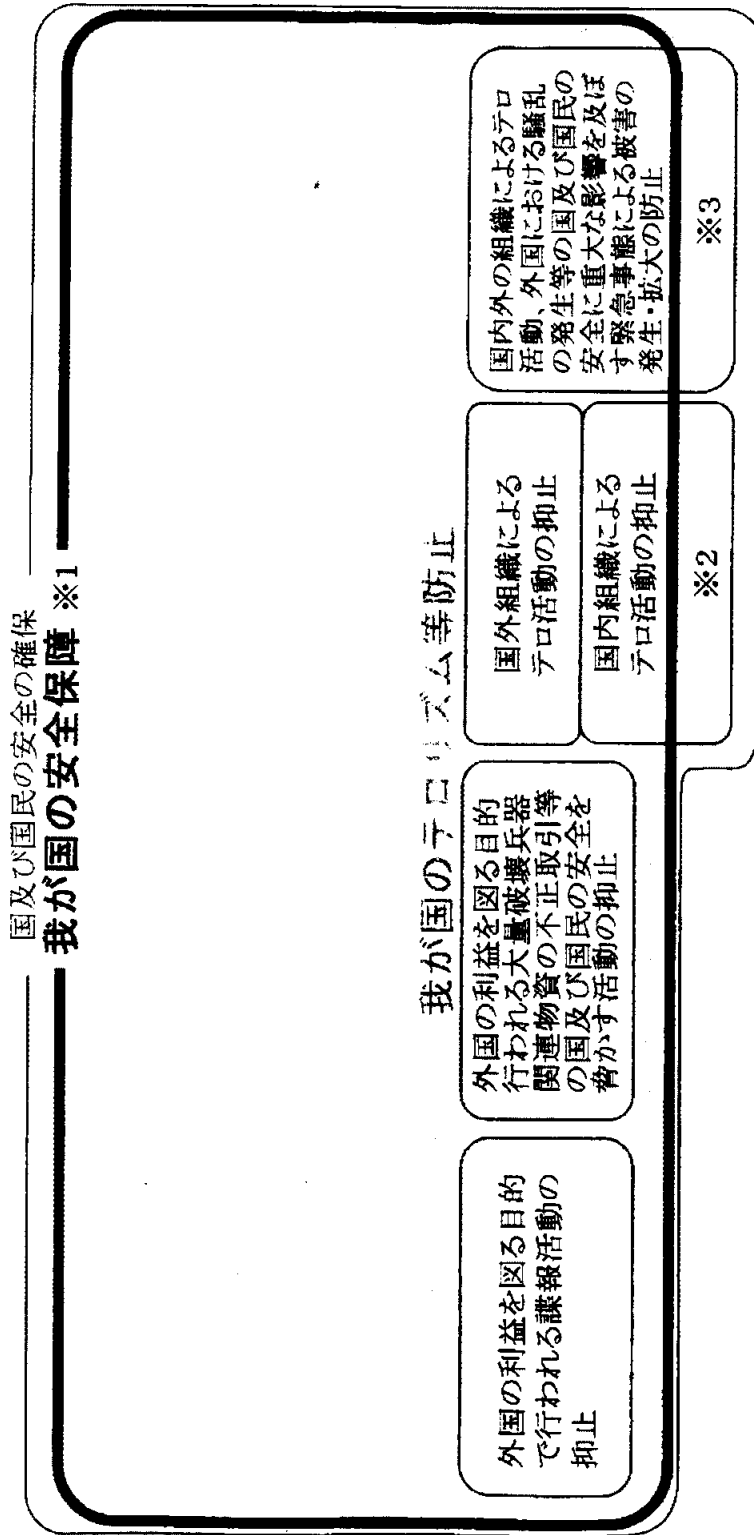 国及び国民の安全の確保
我が国の安全保障 ※1
我が国のテロリズム等防止
外国の利益を図る目的
で行われる諜報活動の
抑止
外国の利益を図る目的
行われる大量破壊兵器
関連物資の不正取引等
の国及び国民の安全を
脅かす活動の抑止
国外組織による
テロ活動の抑止
国内組織による
テロ活動の抑止
※2
国内外の組織によるテロ
活動、外国における騒乱
の発生等の国及び国民の
安全に重大な影響を及ぼ
す緊急事態による被害の
発生・拡大の防止
※3